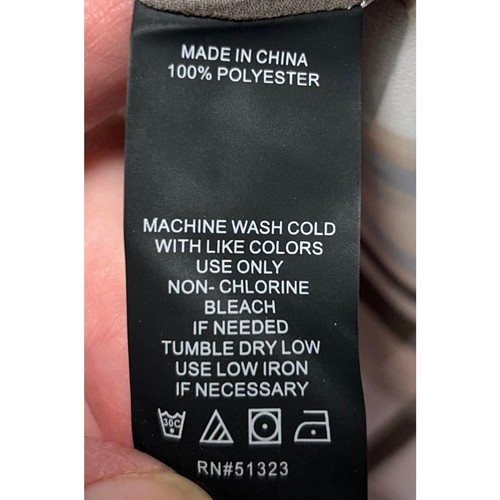 MADE IN CHINA
100% POLYESTER
MACHINE WASH COLD
WITH LIKE COLORS
USE ONLY
NON- CHLORINE
BLEACH
IF NEEDED
TUMBLE DRY LOW
USE LOW IRON
IF NECESSARY
30C
RN#51323